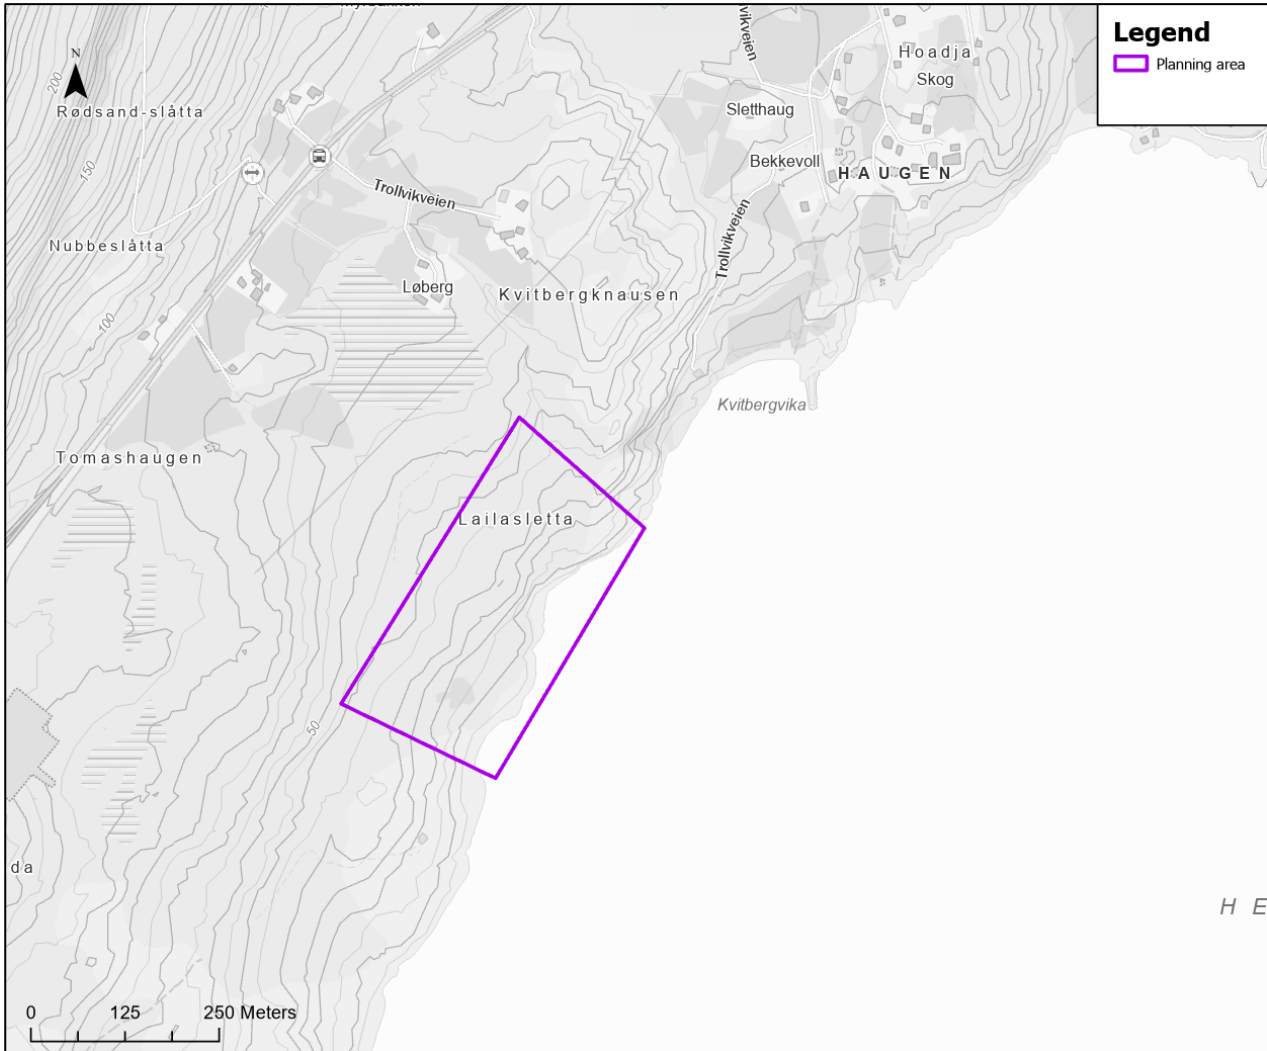 Legend
Planning area
N
200
Rødsand-slåtta
150
Trollvikveien
Nubbeslåtta
Løberg
Kvitbergknausen
100
Tomashaugen
vikveien
Hoadja
Skog
Sletthaug
Bekkevoll
HAUGEN
Trollvikveien
Kvitbergvika
Lailasletta
50
da
H E
0 125 250 Meters